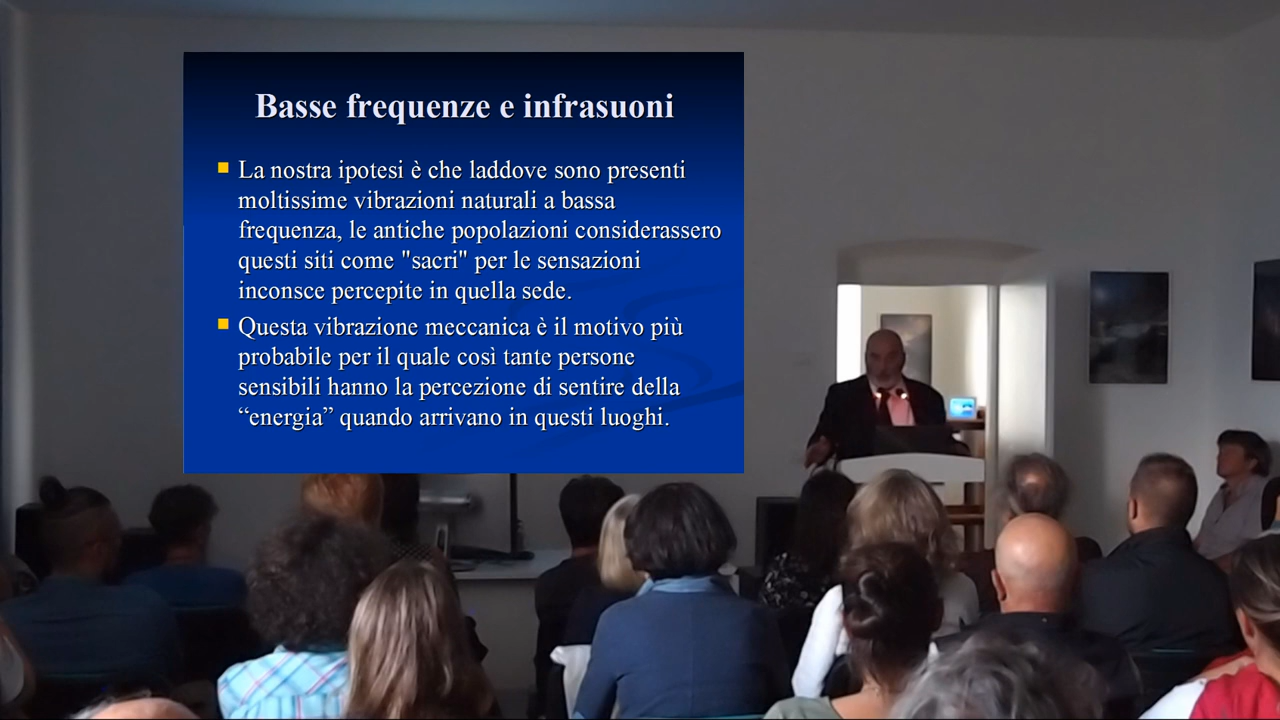 Basse frequenze e infrasuoni
La nostra ipotesi è che laddove sono presenti
moltissime vibrazioni naturali a bassa
frequenza, le antiche popolazioni considerassero
questi siti come "sacri" per le sensazioni
inconsce percepite in quella sede.
Questa vibrazione meccanica è il motivo più
probabile per il quale così tante persone
sensibili hanno la percezione di sentire della
“energia” quando arrivano in questi luoghi.